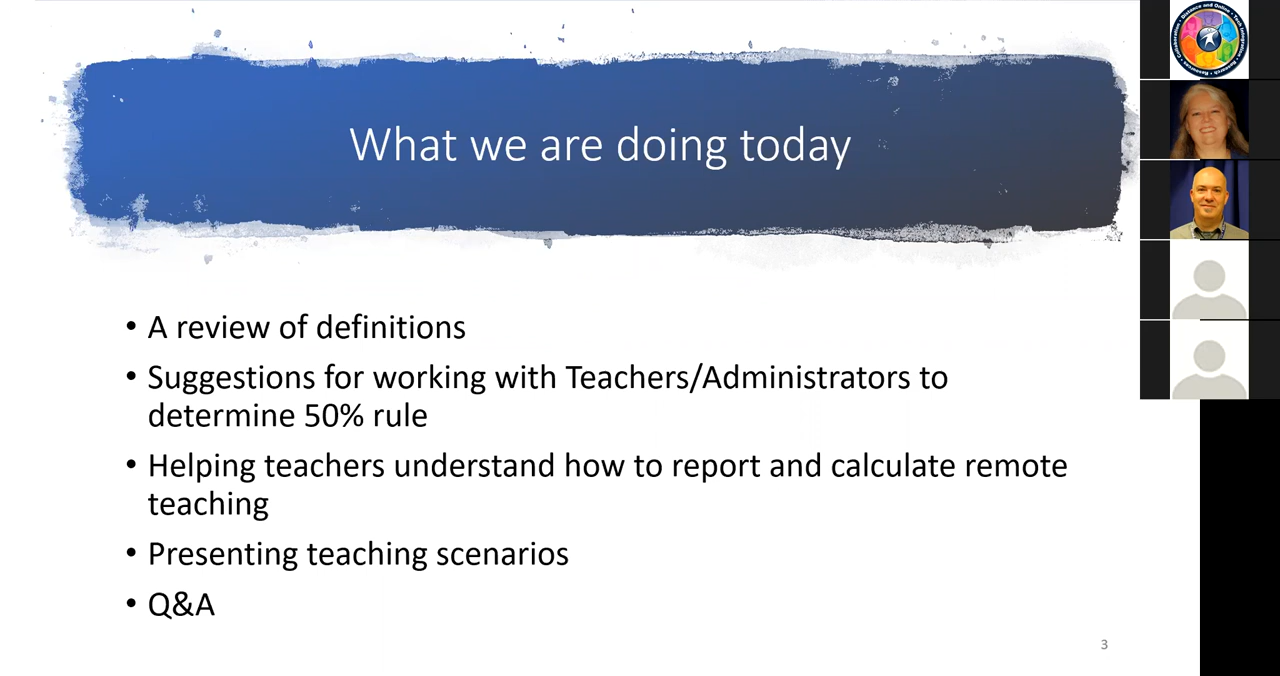 What we are doing today
• A review of definitions
• Suggestions for working with Teachers/Administrators to
determine 50% rule
• Helping teachers understand how to report and calculate remote
teaching
• Presenting teaching scenarios
• Q&A
3